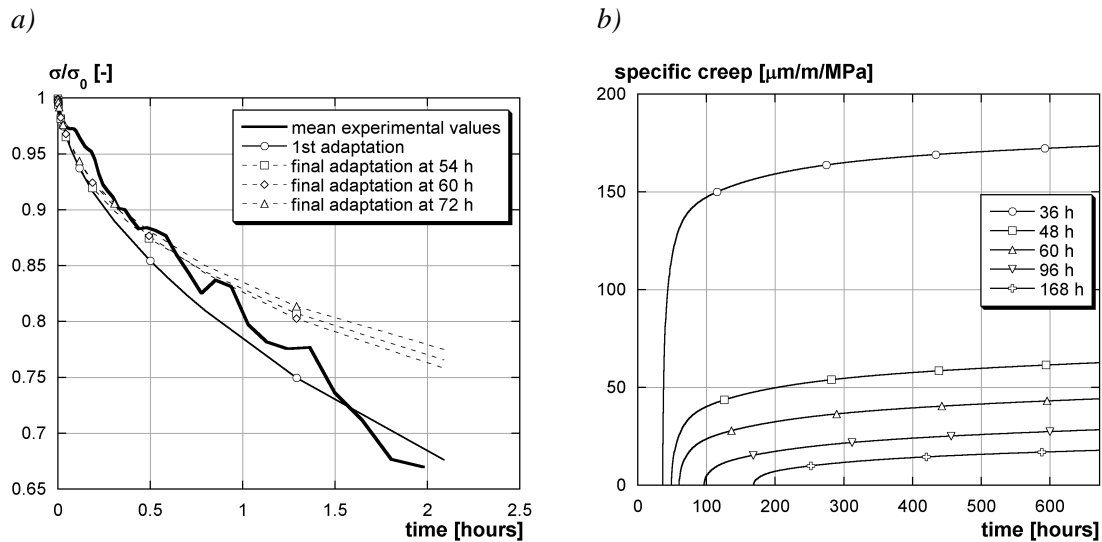 a)
σ/σ0 [-]
1
0.95
0.9
0.85
0.8
0.75
0.7
0.65
0
0.5
1
1.5
2
2.5
time [hours]
mean experimental values
1st adaptation
final adaptation at 54 h
final adaptation at 60 h
final adaptation at 72 h
b)
specific creep [μm/m/MPa]
200
150
100
50
0
0
100
200
300
400
500
600
time [hours]
36 h
48 h
60 h
96 h
168 h